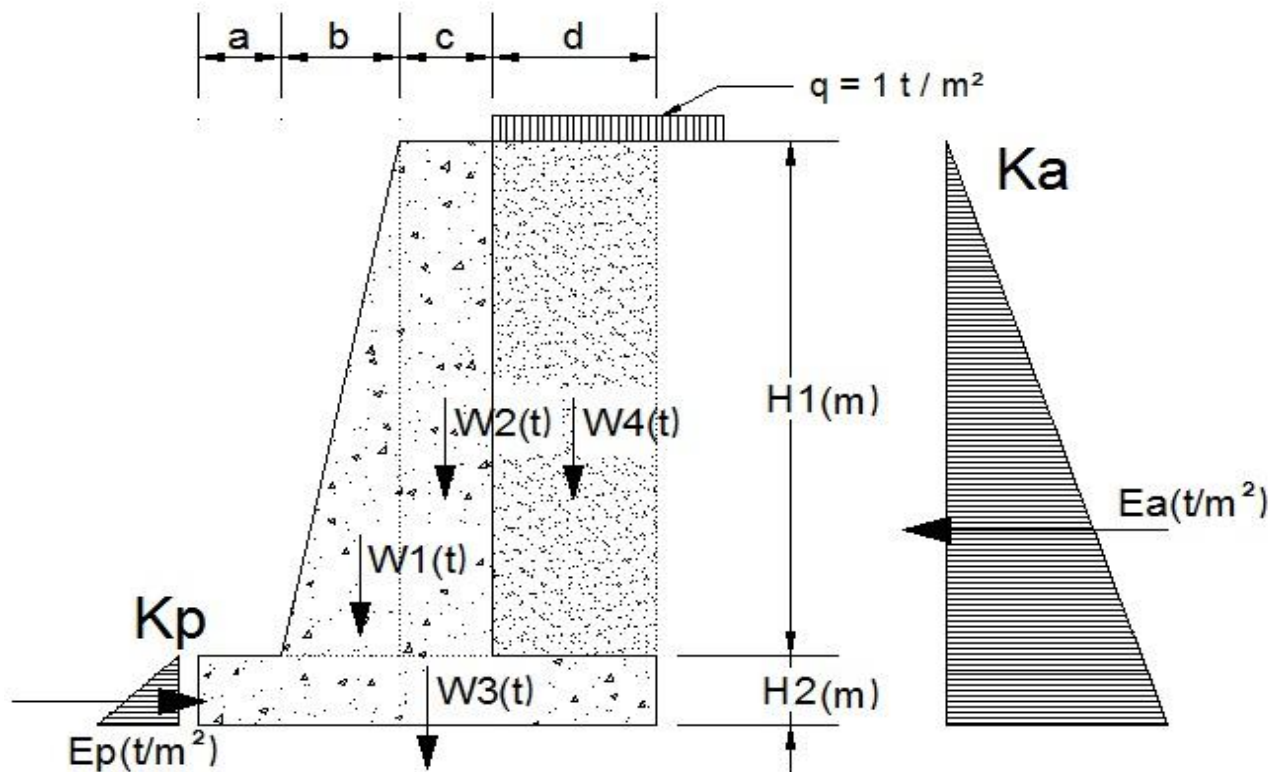 a b c d
q = 1 t / m²
Ka
H1(m)
W2(t) W4(t)
Ea(t/m²)
W1(t)
Kp
W3(t)
H2(m)
Ep(t/m²)